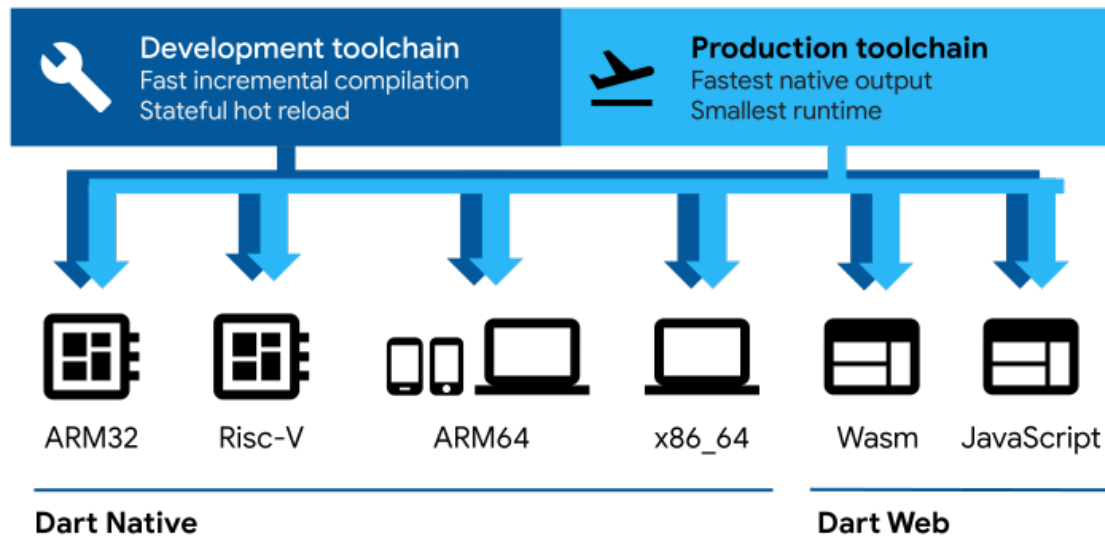 Development toolchain
Fast incremental compilation
Stateful hot reload
Production toolchain
Fastest native output
Smallest runtime
ARM32
Risc-V
ARM64
x86_64
Wasm
JavaScript
Dart Native
Dart Web